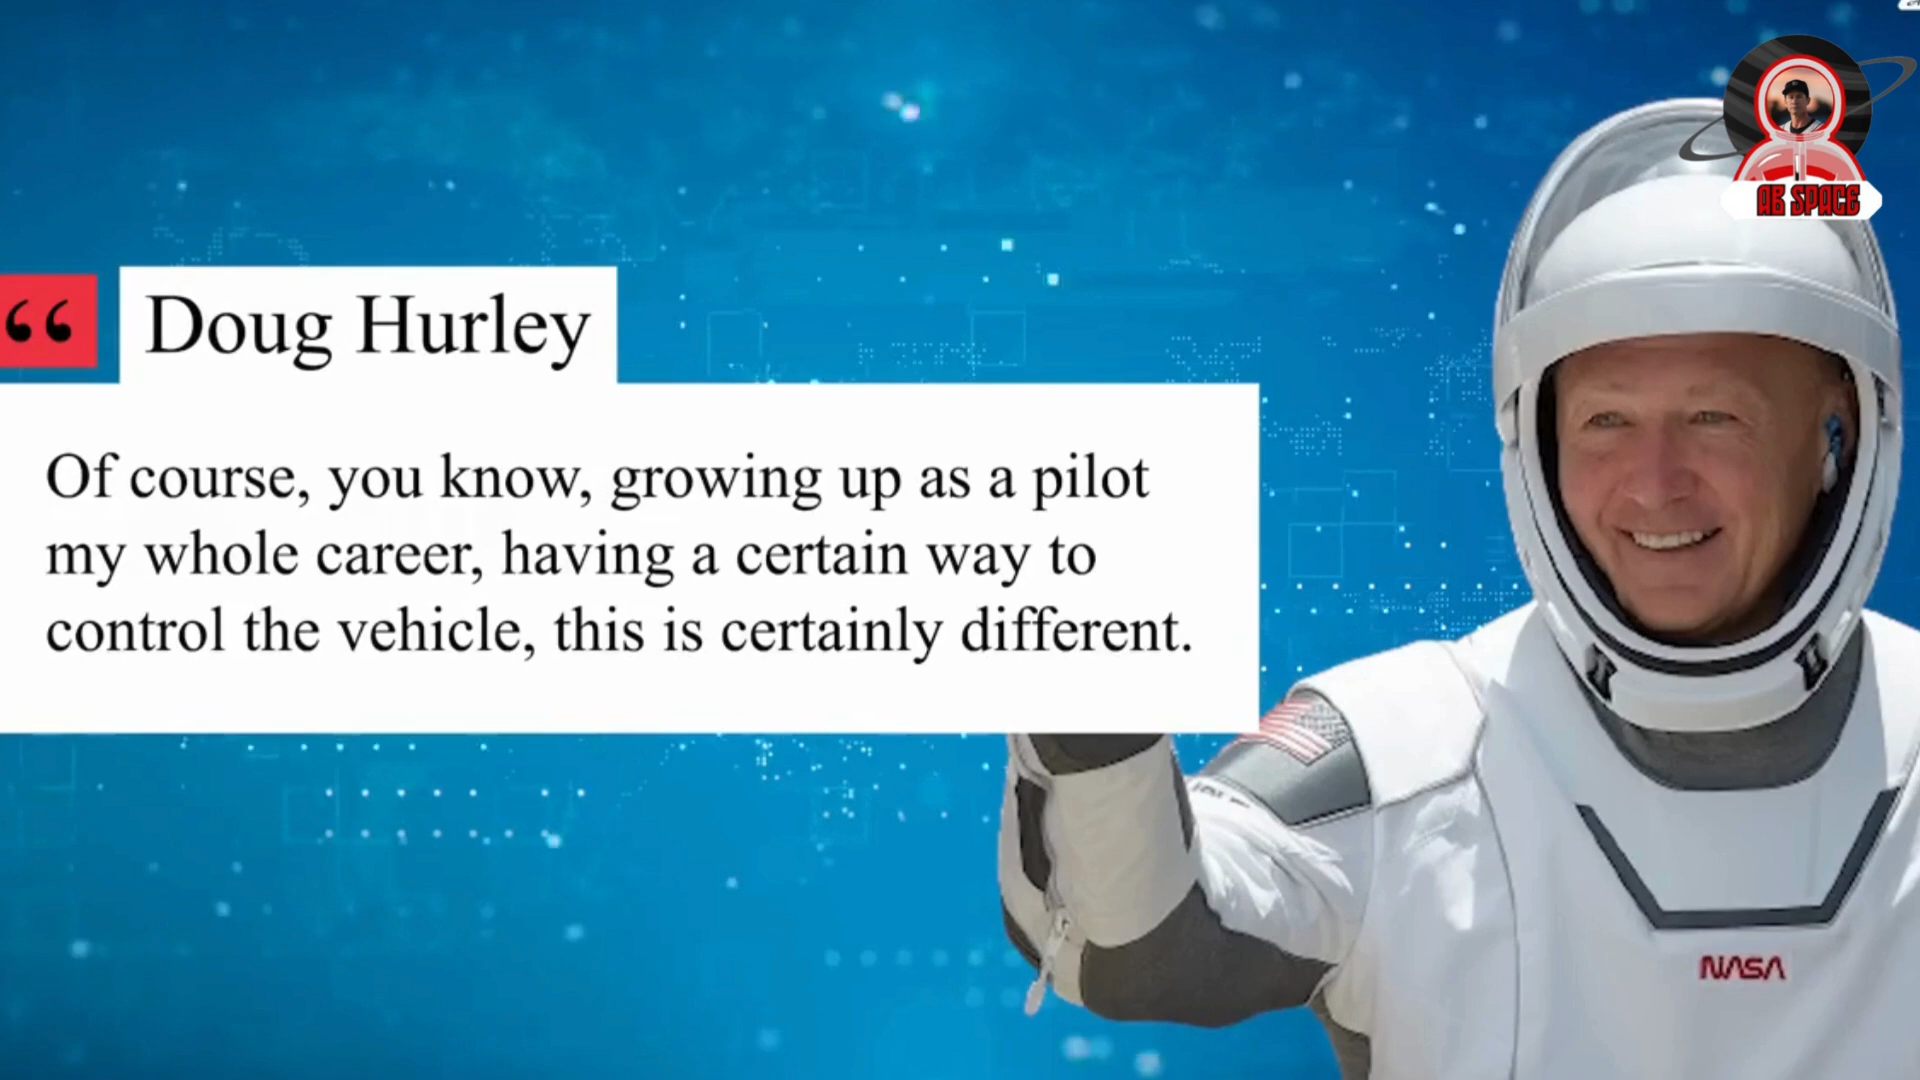 AB SPACE
“
Doug Hurley
Of course, you know, growing up as a pilot
my whole career, having a certain way to
control the vehicle, this is certainly different.
NASA